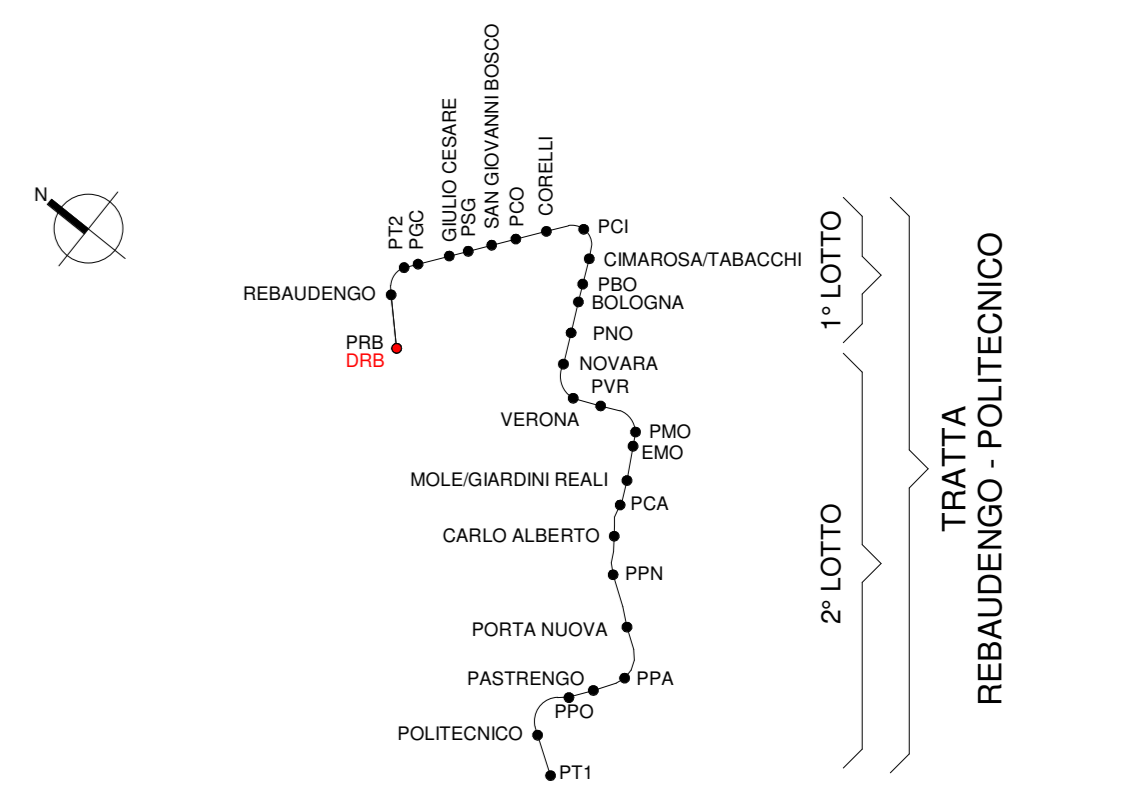 N
PT2
PGC
GIULIO CESARE
PSG
SAN GIOVANNI BOSCO
PCO
CORELLI
PCI
CIMAROSA/TABACCHI
REBAUDENGO
PBO
BOLOGNA
PRB
DRB
PNO
NOVARA
PVR
VERONA
PMO
EMO
MOLE/GIARDINI REALI
PCA
CARLO ALBERTO
PPN
PORTA NUOVA
PASTRENGO
PPA
PPO
POLITECNICO
PT1
1° LOTTO
2° LOTTO
TRATTA
REBAUDENGO - POLITECNICO